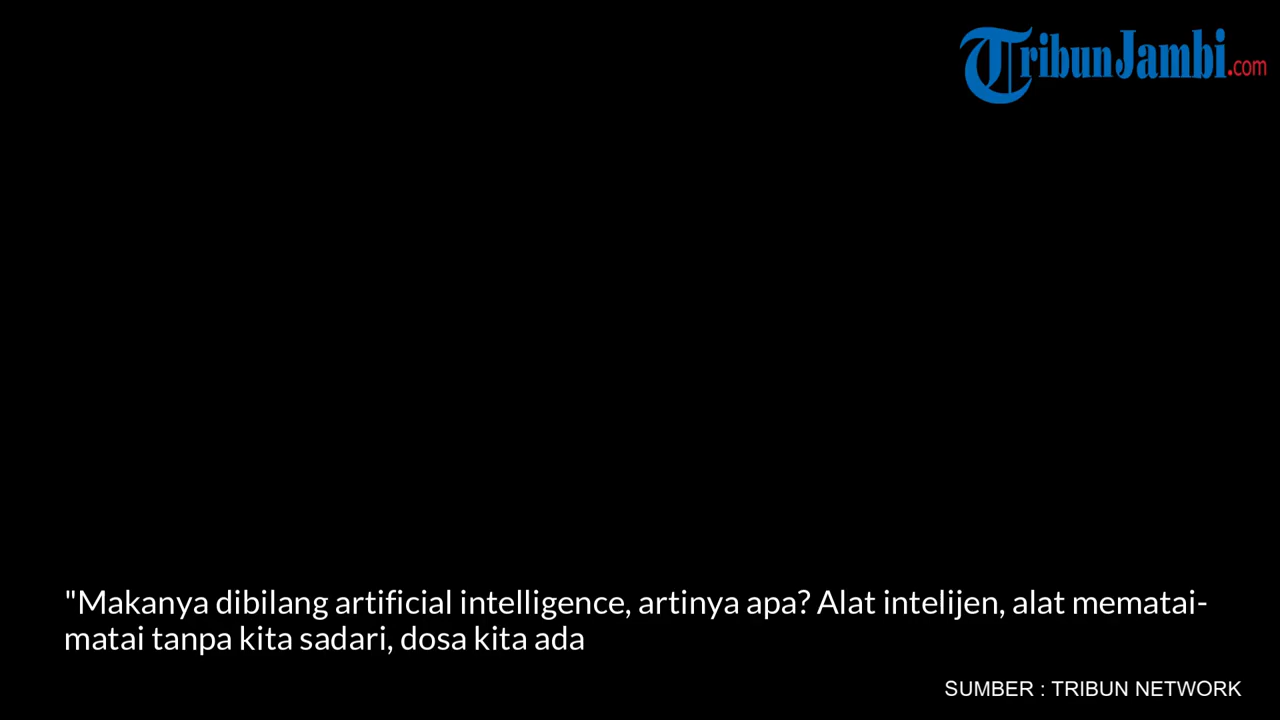 TribunJambi.com
"Makanya dibilang artificial intelligence, artinya apa? Alat intelijen, alat mematai-
matai tanpa kita sadari, dosa kita ada
SUMBER : TRIBUN NETWORK